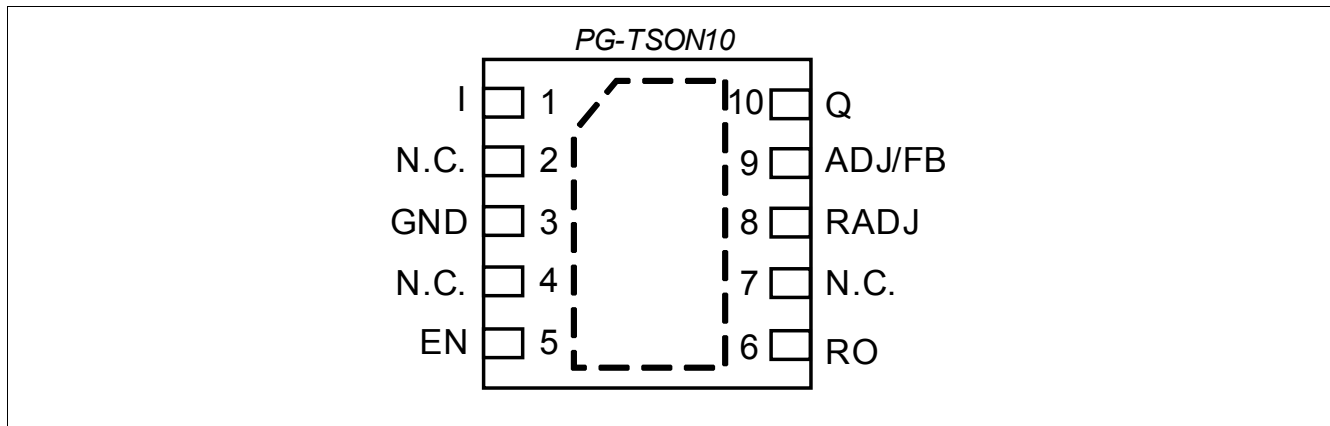 PG-TSON10
I 1 10 Q
N.C. 2 9 ADJ/FB
GND 3 8 RADJ
N.C. 4 7 N.C.
EN 5 6 RO